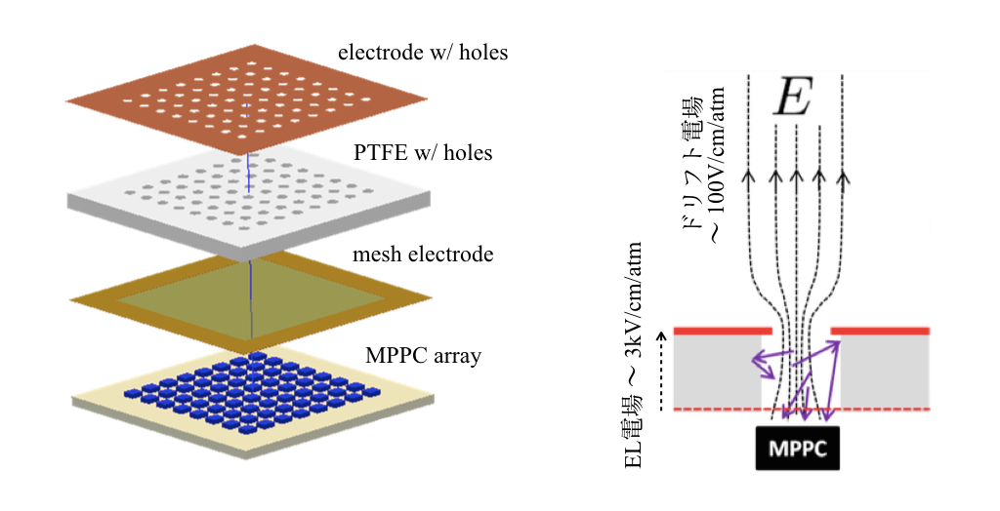 electrode w/ holes
PTFE w/ holes
mesh electrode
MPPC array
E
ドリフト電場
～ 100V/cm/atm
EL電場 ～ 3kV/cm/atm
MPPC